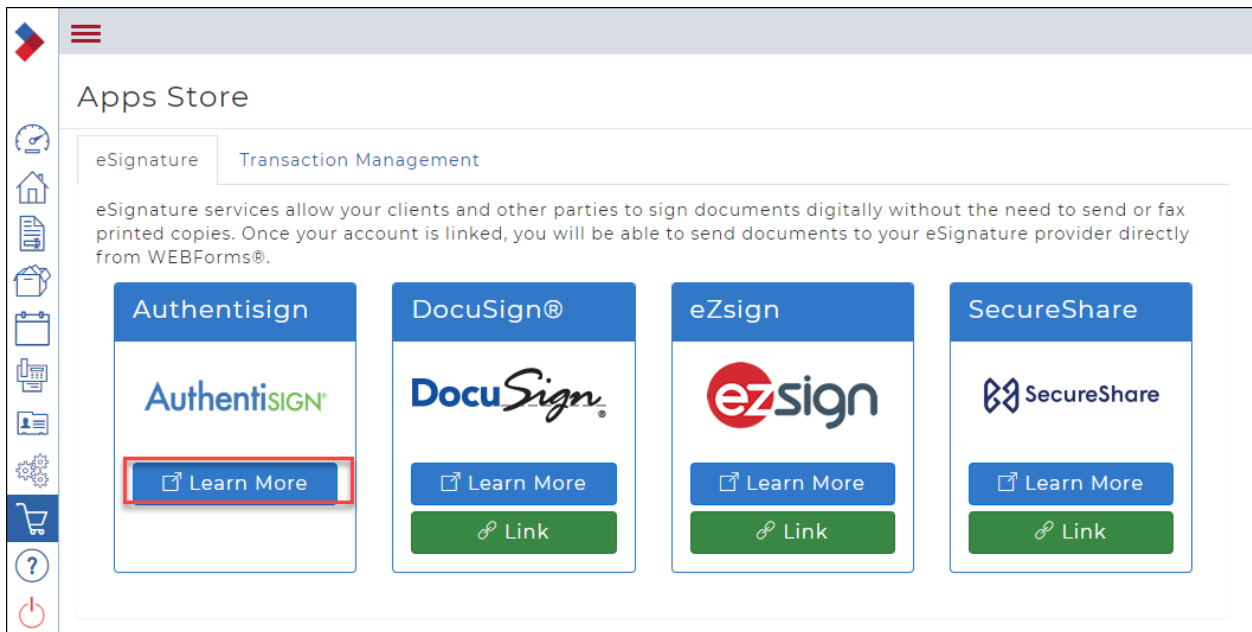 Apps Store
eSignature
Transaction Management
eSignature services allow your clients and other parties to sign documents digitally without the need to send or fax
printed copies. Once your account is linked, you will be able to send documents to your eSignature provider directly
from WEBForms®.
Authentisign
AUTHENTISIGN®
Learn More
DocuSign®
DocuSign®
Learn More
Link
eZsign
ezsign
Learn More
Link
SecureShare
SecureShare
Learn More
Link
?